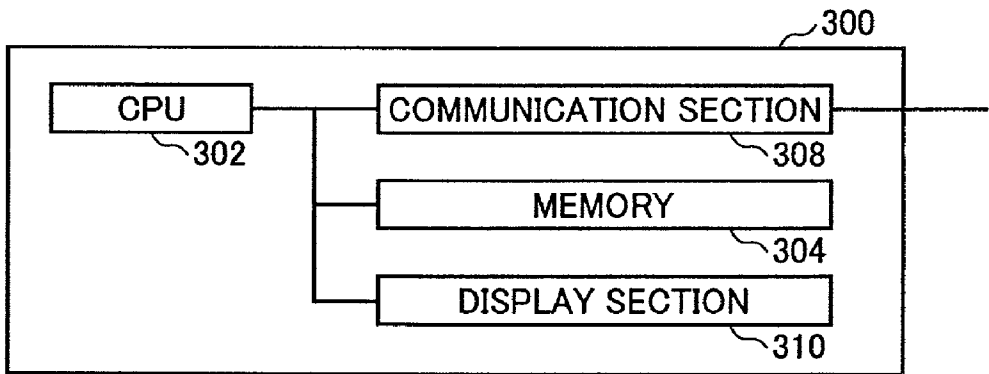 300
CPU
302
COMMUNICATION SECTION
308
MEMORY
304
DISPLAY SECTION
310